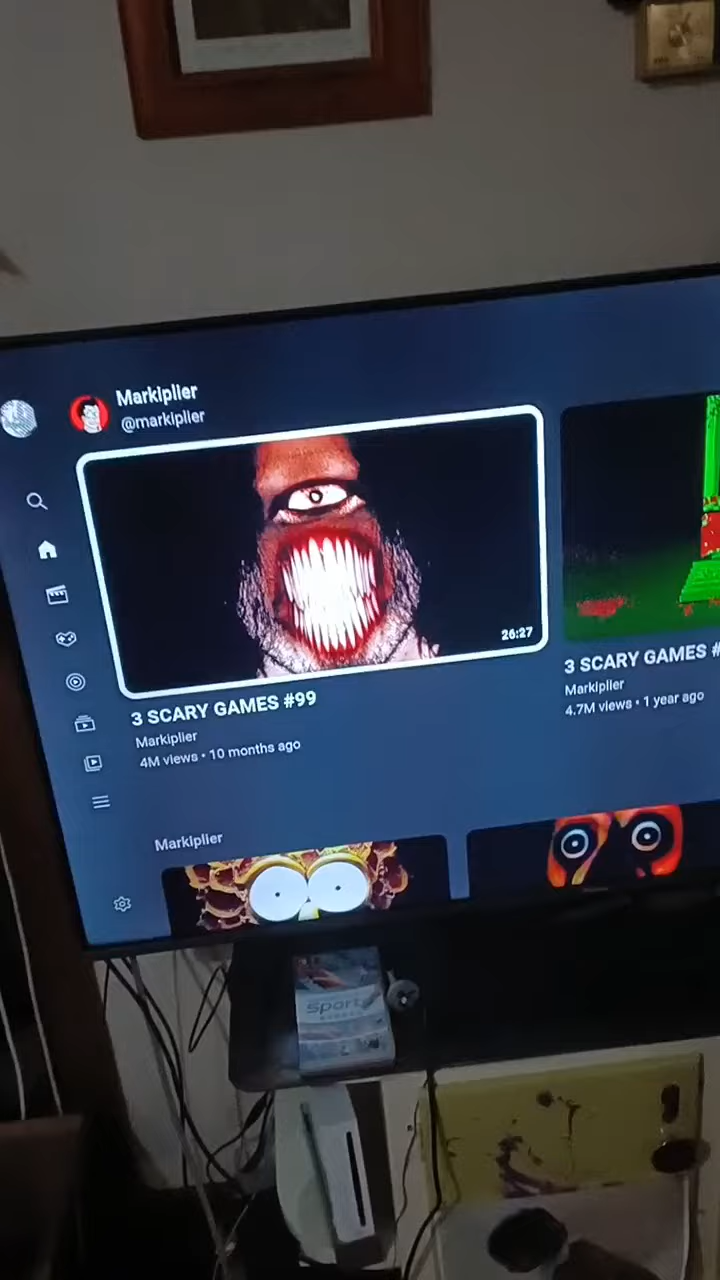 Markiplier
@markiplier
26:27
3 SCARY GAMES #99
Markiplier
4M views • 10 months ago
3 SCARY GAMES #
Markiplier
4.7M views • 1 year ago
Markiplier
Sports